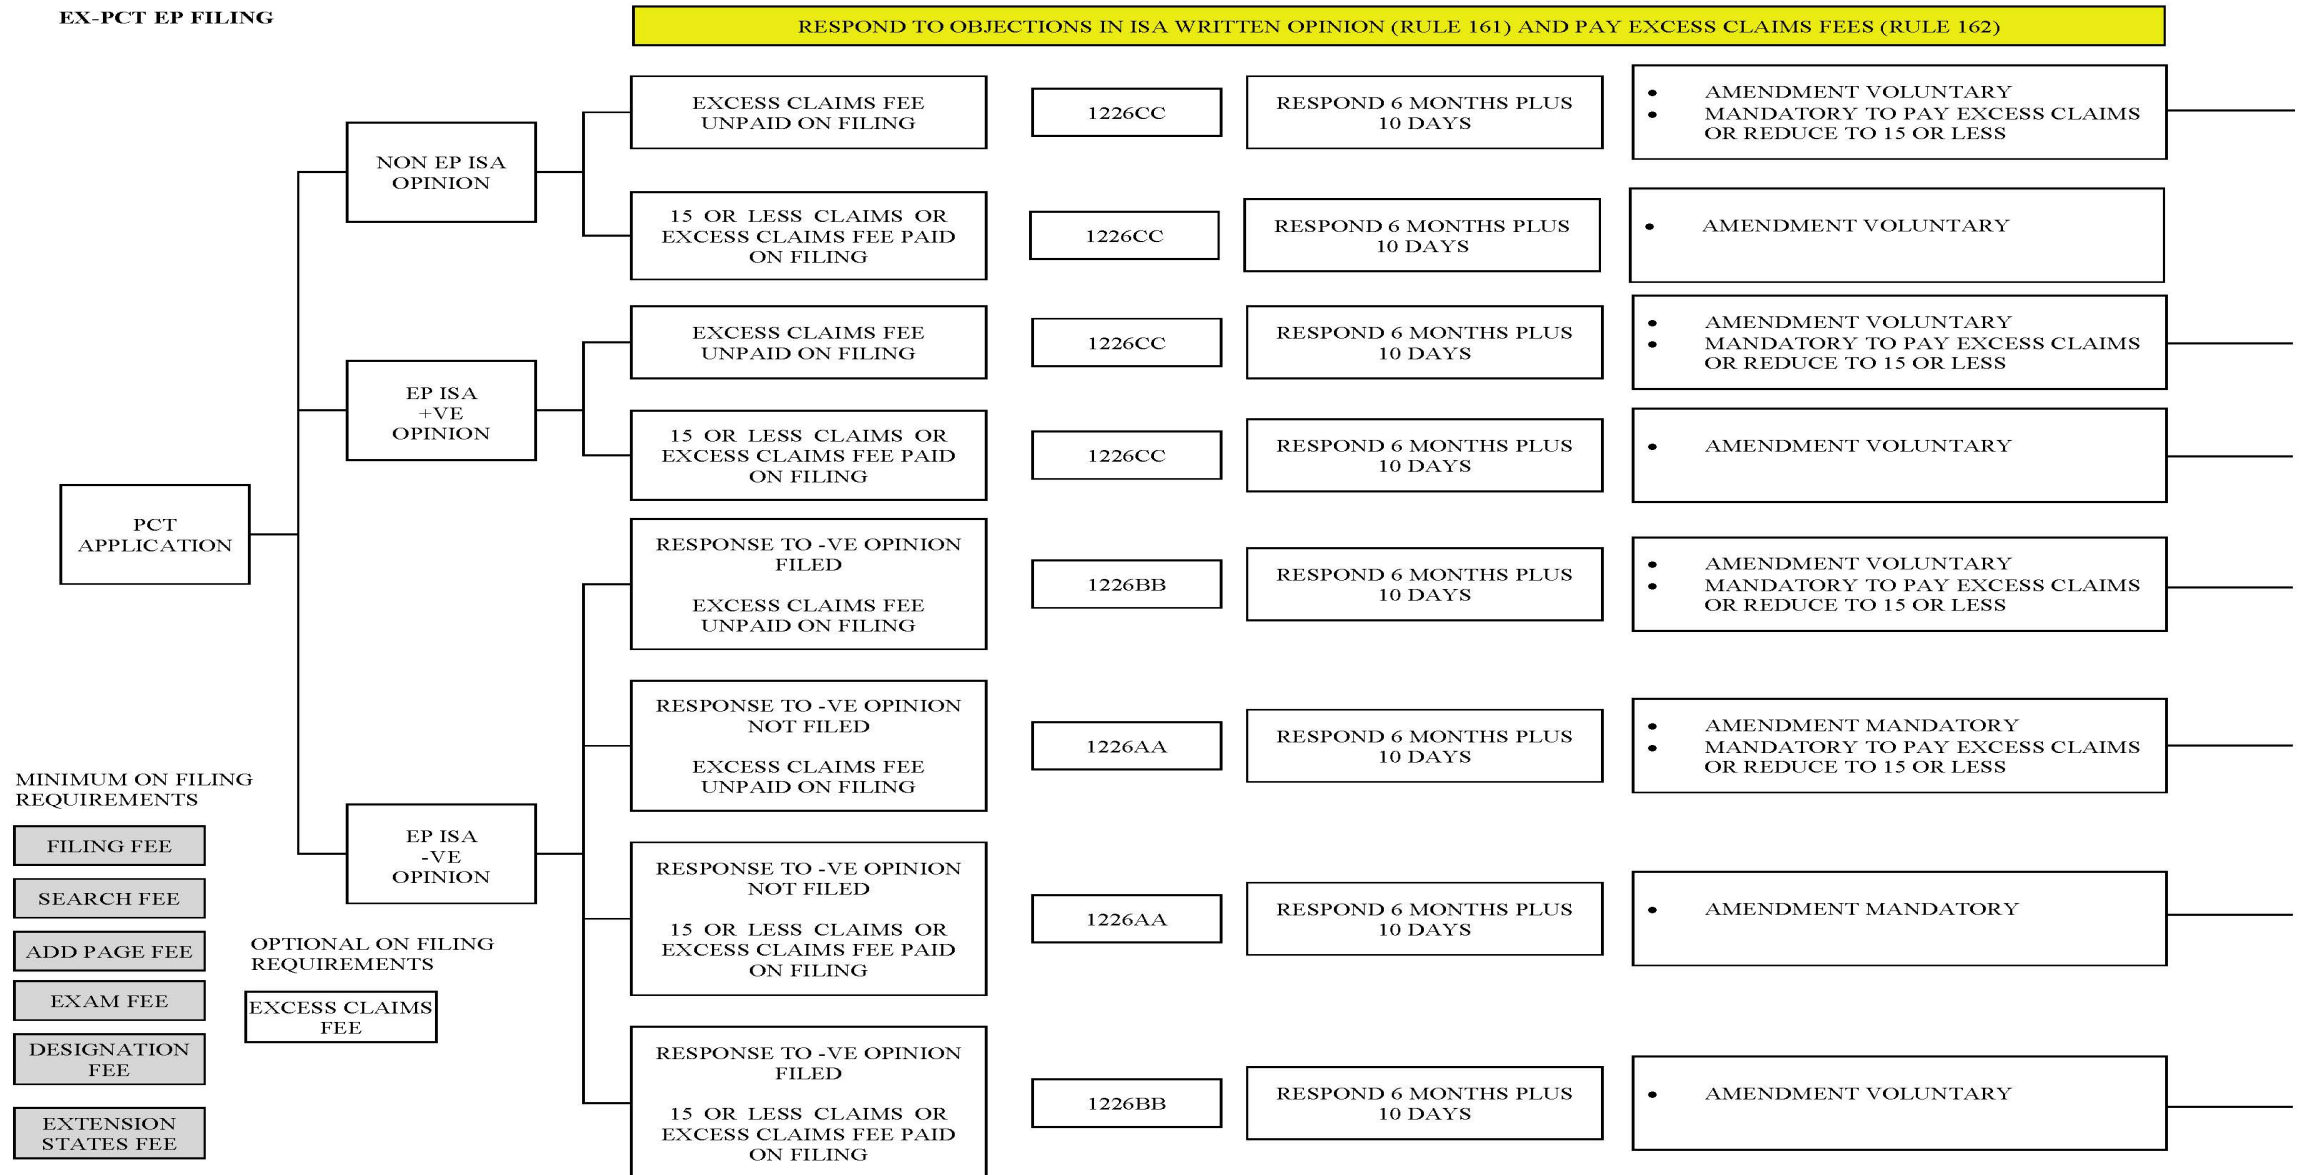 EX-PCT EP FILING
RESPOND TO OBJECTIONS IN ISA WRITTEN OPINION (RULE 161) AND PAY EXCESS CLAIMS FEES (RULE 162)
PCT
APPLICATION
NON EP ISA
OPINION
EXCESS CLAIMS FEE
UNPAID ON FILING
1226CC
RESPOND 6 MONTHS PLUS
10 DAYS
• AMENDMENT VOLUNTARY
• MANDATORY TO PAY EXCESS CLAIMS
OR REDUCE TO 15 OR LESS
15 OR LESS CLAIMS OR
EXCESS CLAIMS FEE PAID
ON FILING
1226CC
RESPOND 6 MONTHS PLUS
10 DAYS
• AMENDMENT VOLUNTARY
EP ISA
+VE
OPINION
EXCESS CLAIMS FEE
UNPAID ON FILING
1226CC
RESPOND 6 MONTHS PLUS
10 DAYS
• AMENDMENT VOLUNTARY
• MANDATORY TO PAY EXCESS CLAIMS
OR REDUCE TO 15 OR LESS
15 OR LESS CLAIMS OR
EXCESS CLAIMS FEE PAID
ON FILING
1226CC
RESPOND 6 MONTHS PLUS
10 DAYS
• AMENDMENT VOLUNTARY
EP ISA
-VE
OPINION
RESPONSE TO -VE OPINION
FILED
EXCESS CLAIMS FEE
UNPAID ON FILING
1226BB
RESPOND 6 MONTHS PLUS
10 DAYS
• AMENDMENT VOLUNTARY
• MANDATORY TO PAY EXCESS CLAIMS
OR REDUCE TO 15 OR LESS
RESPONSE TO -VE OPINION
NOT FILED
EXCESS CLAIMS FEE
UNPAID ON FILING
1226AA
RESPOND 6 MONTHS PLUS
10 DAYS
• AMENDMENT MANDATORY
• MANDATORY TO PAY EXCESS CLAIMS
OR REDUCE TO 15 OR LESS
RESPONSE TO -VE OPINION
NOT FILED
15 OR LESS CLAIMS OR
EXCESS CLAIMS FEE PAID
ON FILING
1226AA
RESPOND 6 MONTHS PLUS
10 DAYS
• AMENDMENT MANDATORY
RESPONSE TO -VE OPINION
FILED
15 OR LESS CLAIMS OR
EXCESS CLAIMS FEE PAID
ON FILING
1226BB
RESPOND 6 MONTHS PLUS
10 DAYS
• AMENDMENT VOLUNTARY
MINIMUM ON FILING
REQUIREMENTS
FILING FEE
SEARCH FEE
ADD PAGE FEE
EXAM FEE
DESIGNATION
FEE
EXTENSION
STATES FEE
OPTIONAL ON FILING
REQUIREMENTS
EXCESS CLAIMS
FEE